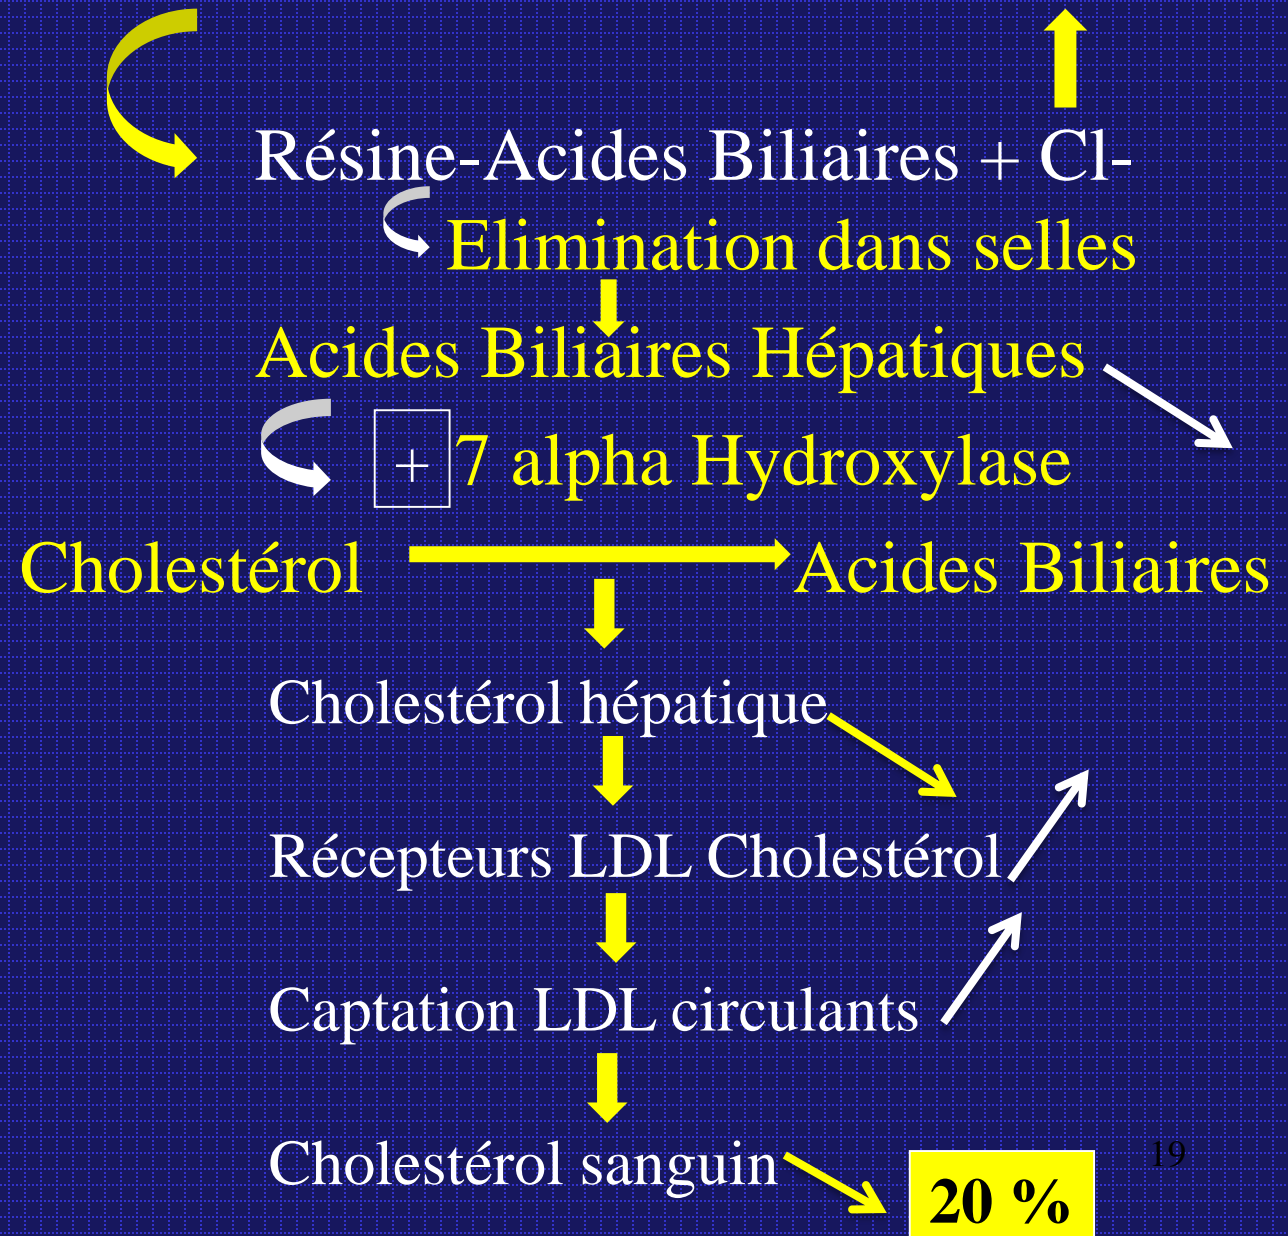 Résine-Acides Biliaires + Cl-
Elimination dans selles
Acides Biliaires Hépatiques
+ 7 alpha Hydroxylase
Cholestérol Acides Biliaires
Cholestérol hépatique
Récepteurs LDL Cholestérol
Captation LDL circulants
Cholestérol sanguin
19
20 %